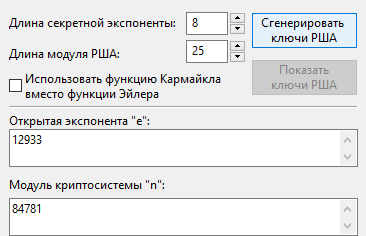 Длина секретной экспоненты: 8
Сгенерировать
ключи РША
Длина модуля РША: 25
Показать
ключи РША
Использовать функцию Кармайкла
вместо функции Эйлера
Открытая экспонента "e":
12933
Модуль криптосистемы "n":
84781